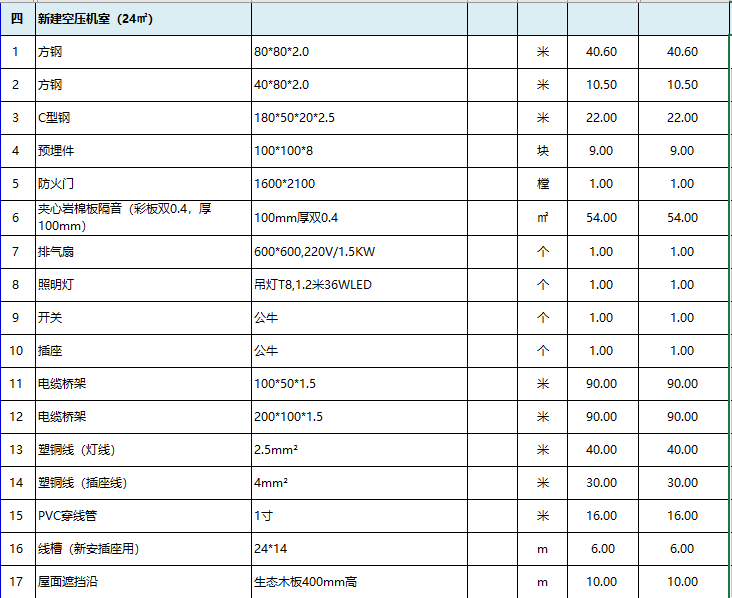 四 新建空压机室（24㎡）
1 方钢 80*80*2.0 米 40.60 40.60
2 方钢 40*80*2.0 米 10.50 10.50
3 C型钢 180*50*20*2.5 米 22.00 22.00
4 预埋件 100*100*8 块 9.00 9.00
5 防火门 1600*2100 樘 1.00 1.00
6 夹心岩棉板隔音（彩板双0.4，厚
100mm） 100mm厚双0.4 ㎡ 54.00 54.00
7 排气扇 600*600,220V/1.5KW 个 1.00 1.00
8 照明灯 吊灯T8,1.2米36WLED 个 1.00 1.00
9 开关 公牛 个 1.00 1.00
10 插座 公牛 个 1.00 1.00
11 电缆桥架 100*50*1.5 米 90.00 90.00
12 电缆桥架 200*100*1.5 米 90.00 90.00
13 塑铜线（灯线） 2.5mm² 米 40.00 40.00
14 塑铜线（插座线） 4mm² 米 30.00 30.00
15 PVC穿线管 1寸 米 16.00 16.00
16 线槽（新安插座用） 24*14 m 6.00 6.00
17 屋面遮挡沿 生态木板400mm高 m 10.00 10.00